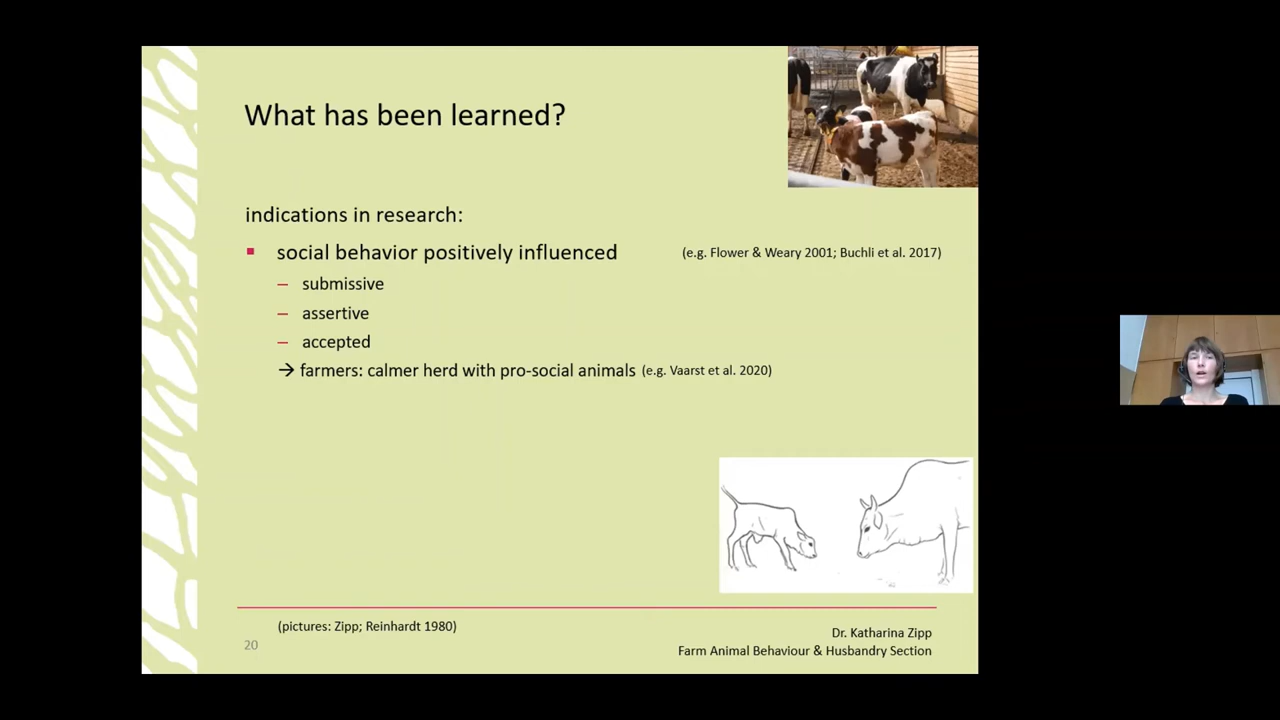 What has been learned?
indications in research:
▪ social behavior positively influenced (e.g. Flower & Weary 2001; Buchli et al. 2017)
– submissive
– assertive
– accepted
→ farmers: calmer herd with pro-social animals (e.g. Vaarst et al. 2020)
(pictures: Zipp; Reinhardt 1980)
20
Dr. Katharina Zipp
Farm Animal Behaviour & Husbandry Section